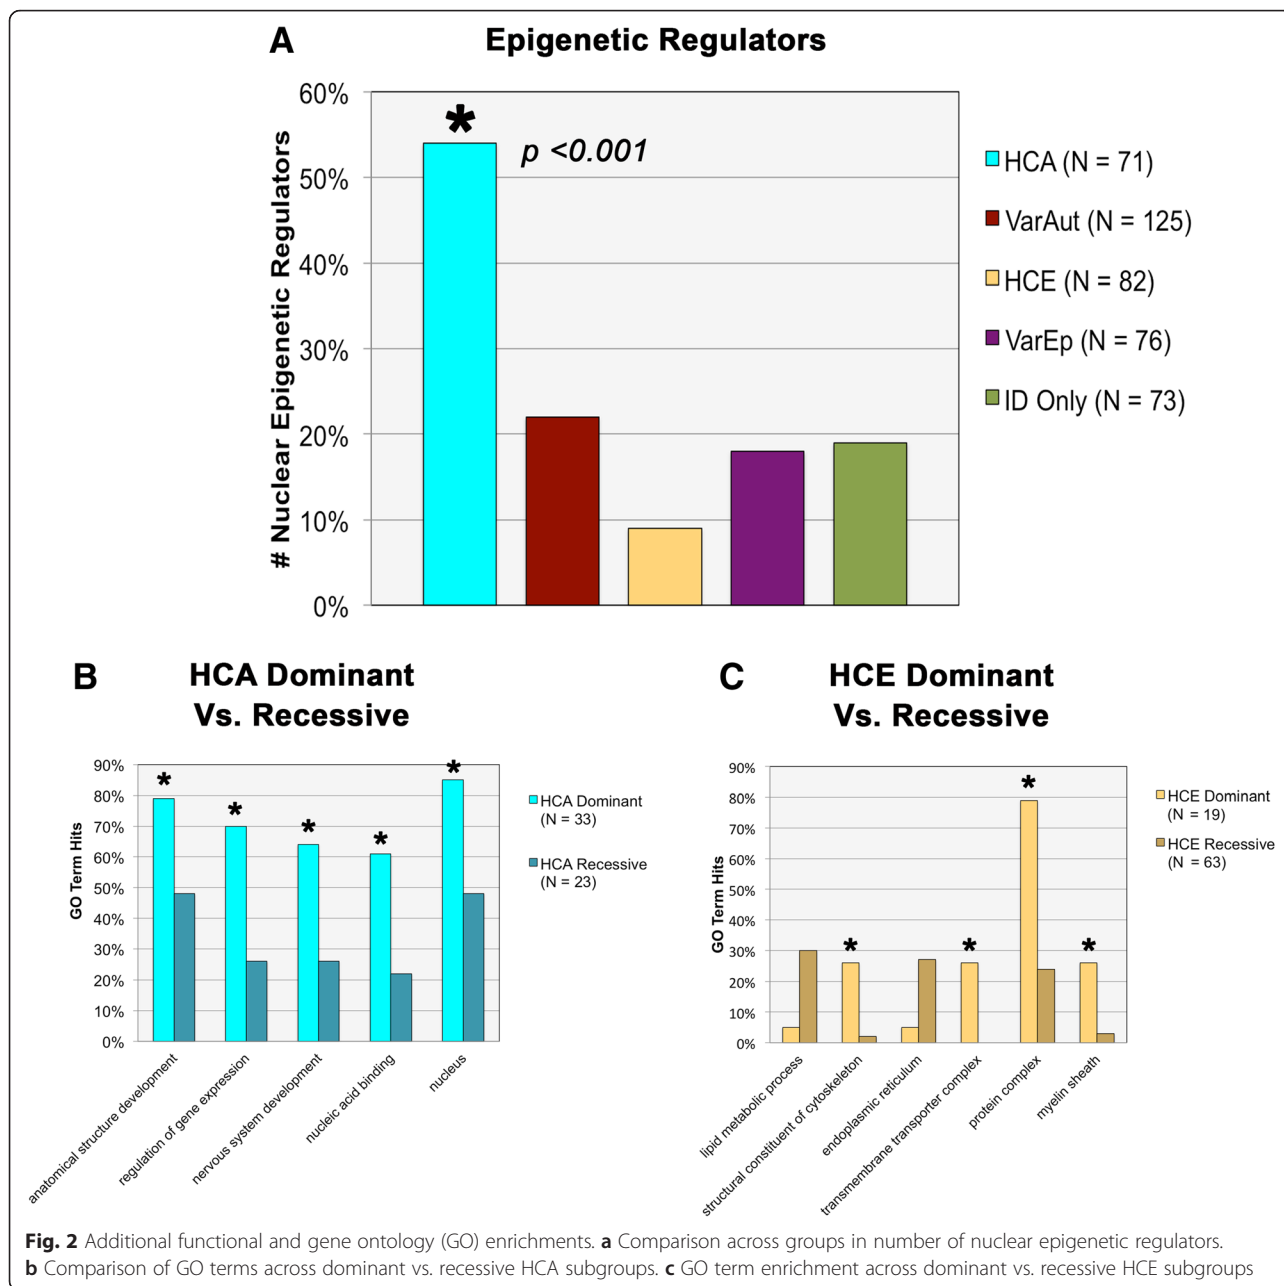 A
Epigenetic Regulators
# Nuclear Epigenetic Regulators
60%
50%
40%
30%
20%
10%
0%
*
p <0.001
HCA (N = 71)
VarAut (N = 125)
HCE (N = 82)
VarEp (N = 76)
ID Only (N = 73)
B
HCA Dominant
Vs. Recessive
GO Term Hits
90%
80%
70%
60%
50%
40%
30%
20%
10%
0%
* * * * *
anatomical structure development
regulation of gene expression
nervous system development
nucleic acid binding
nucleus
HCA Dominant
(N = 33)
HCA Recessive
(N = 23)
C
HCE Dominant
Vs. Recessive
GO Term Hits
90%
80%
70%
60%
50%
40%
30%
20%
10%
0%
* * * *
lipid metabolic process
structural constituent of cytoskeleton
endoplasmic reticulum
transmembrane transporter complex
protein complex
myelin sheath
HCE Dominant
(N = 19)
HCE Recessive
(N = 63)
Fig. 2 Additional functional and gene ontology (GO) enrichments. a Comparison across groups in number of nuclear epigenetic regulators.
b Comparison of GO terms across dominant vs. recessive HCA subgroups. c GO term enrichment across dominant vs. recessive HCE subgroups